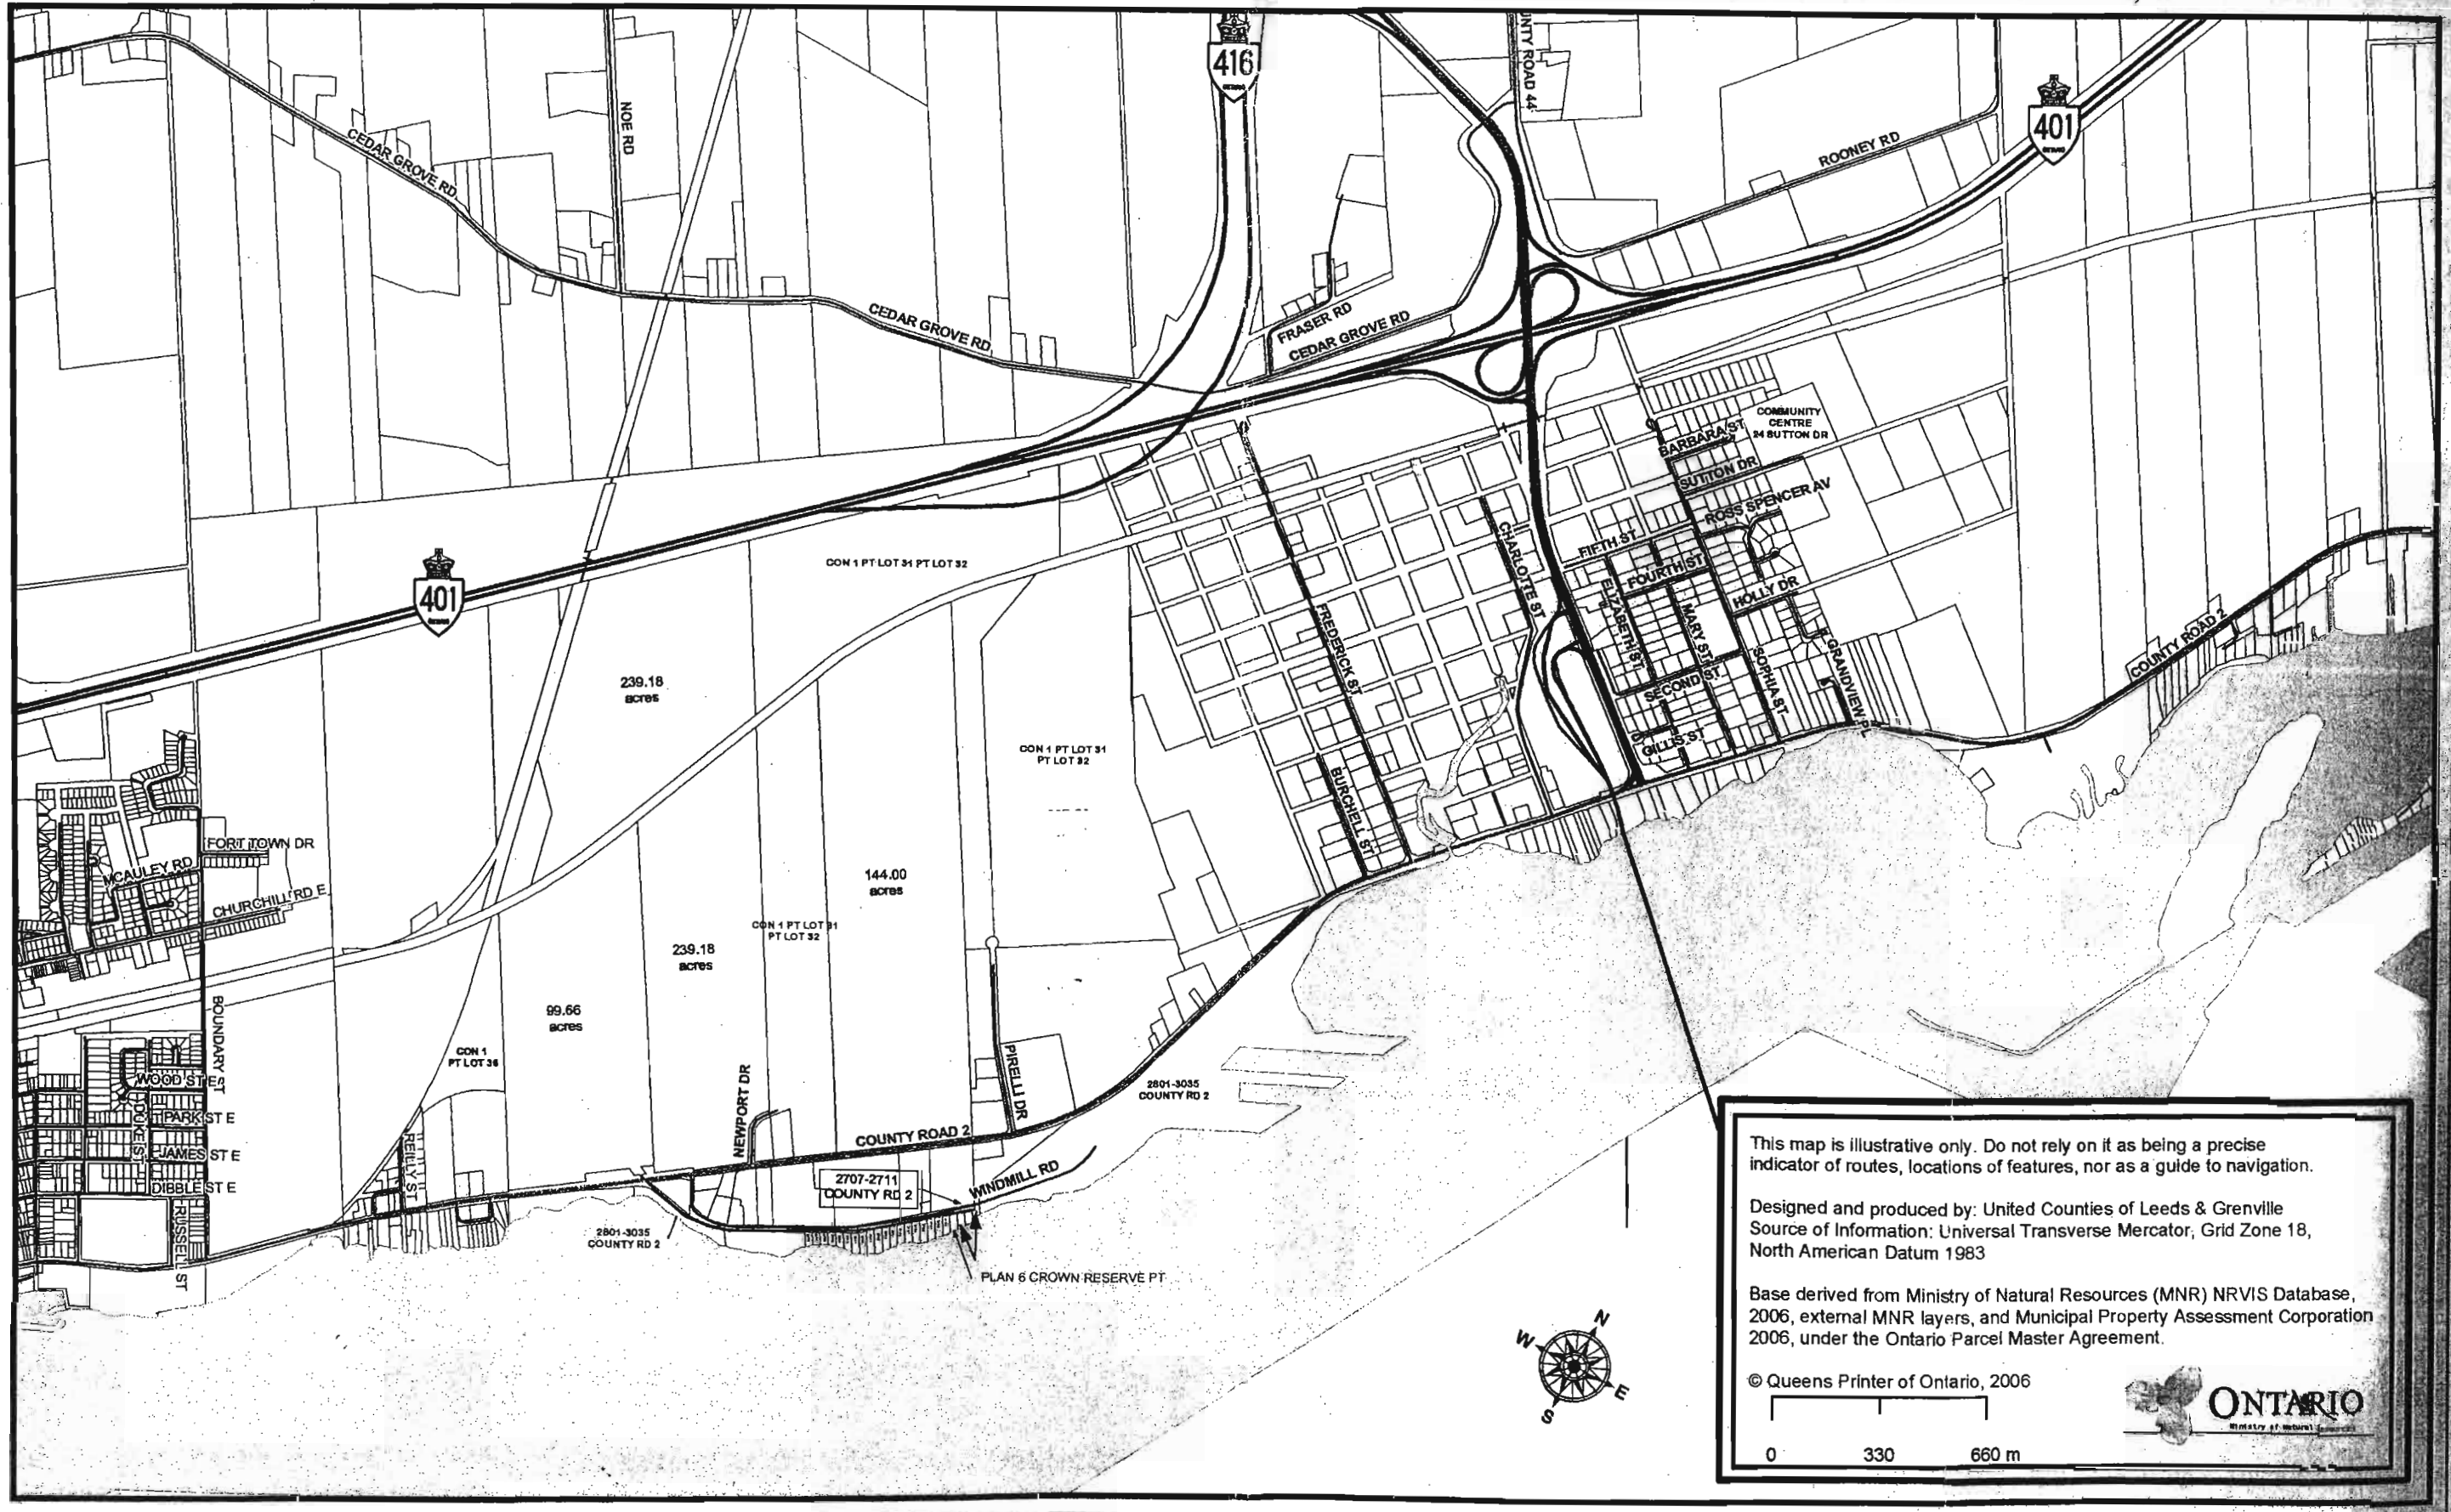 416
UNTY ROAD 44
401
NOE RD
CEDAR GROVE RD
ROONEY RD
CEDAR GROVE RD
FRASER RD
CEDAR GROVE RD
COMMUNITY
CENTRE
24 SUTTON DR
BARBARA ST
SUTTON DR
ROSS SPENCER AV
FIFTH ST
FOURTH ST
HOLLY DR
CHARLOTTE ST
ELIZABETH ST
MARY ST
SECOND ST
SOPHIA ST
GRANDVIEW PL
GILLIS ST
COUNTY ROAD 2
401
CON 1 PT LOT 31 PT LOT 32
FREDERICK ST
BURCHELL ST
239.18
acres
CON 1 PT LOT 31
PT LOT 32
FORT TOWN DR
MCAULEY RD
CHURCHILL RD E
144.00
acres
CON 1 PT LOT 31
PT LOT 32
239.18
acres
99.66
acres
CON 1
PT LOT 36
BOUNDARY ST
WOOD ST E
DUKE ST
PARK ST E
JAMES ST E
DIBBLE ST E
RUSSELL ST
REILLY ST
NEWPORT DR
PIRELLI DR
COUNTY ROAD 2
2801-3035
COUNTY RD 2
2707-2711
COUNTY RD 2
WINDMILL RD
2801-3035
COUNTY RD 2
PLAN 6 CROWN RESERVE PT
N
W
E
S
This map is illustrative only. Do not rely on it as being a precise
indicator of routes, locations of features, nor as a guide to navigation.
Designed and produced by: United Counties of Leeds & Grenville
Source of Information: Universal Transverse Mercator, Grid Zone 18,
North American Datum 1983
Base derived from Ministry of Natural Resources (MNR) NRVIS Database,
2006, external MNR layers, and Municipal Property Assessment Corporation
2006, under the Ontario Parcel Master Agreement.
© Queens Printer of Ontario, 2006
0 330 660 m
ONTARIO
Ministry of Natural Resources